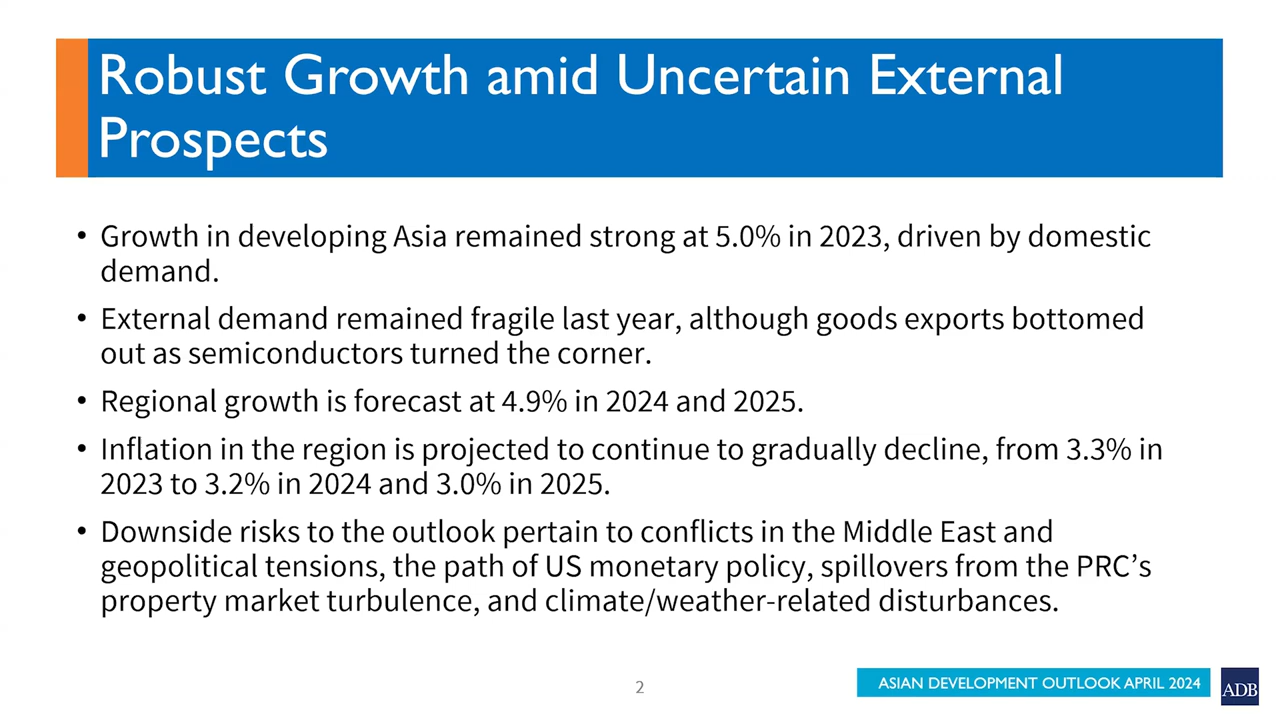 Robust Growth amid Uncertain External
Prospects
• Growth in developing Asia remained strong at 5.0% in 2023, driven by domestic
demand.
• External demand remained fragile last year, although goods exports bottomed
out as semiconductors turned the corner.
• Regional growth is forecast at 4.9% in 2024 and 2025.
• Inflation in the region is projected to continue to gradually decline, from 3.3% in
2023 to 3.2% in 2024 and 3.0% in 2025.
• Downside risks to the outlook pertain to conflicts in the Middle East and
geopolitical tensions, the path of US monetary policy, spillovers from the PRC’s
property market turbulence, and climate/weather-related disturbances.
2
ASIAN DEVELOPMENT OUTLOOK APRIL 2024
ADB